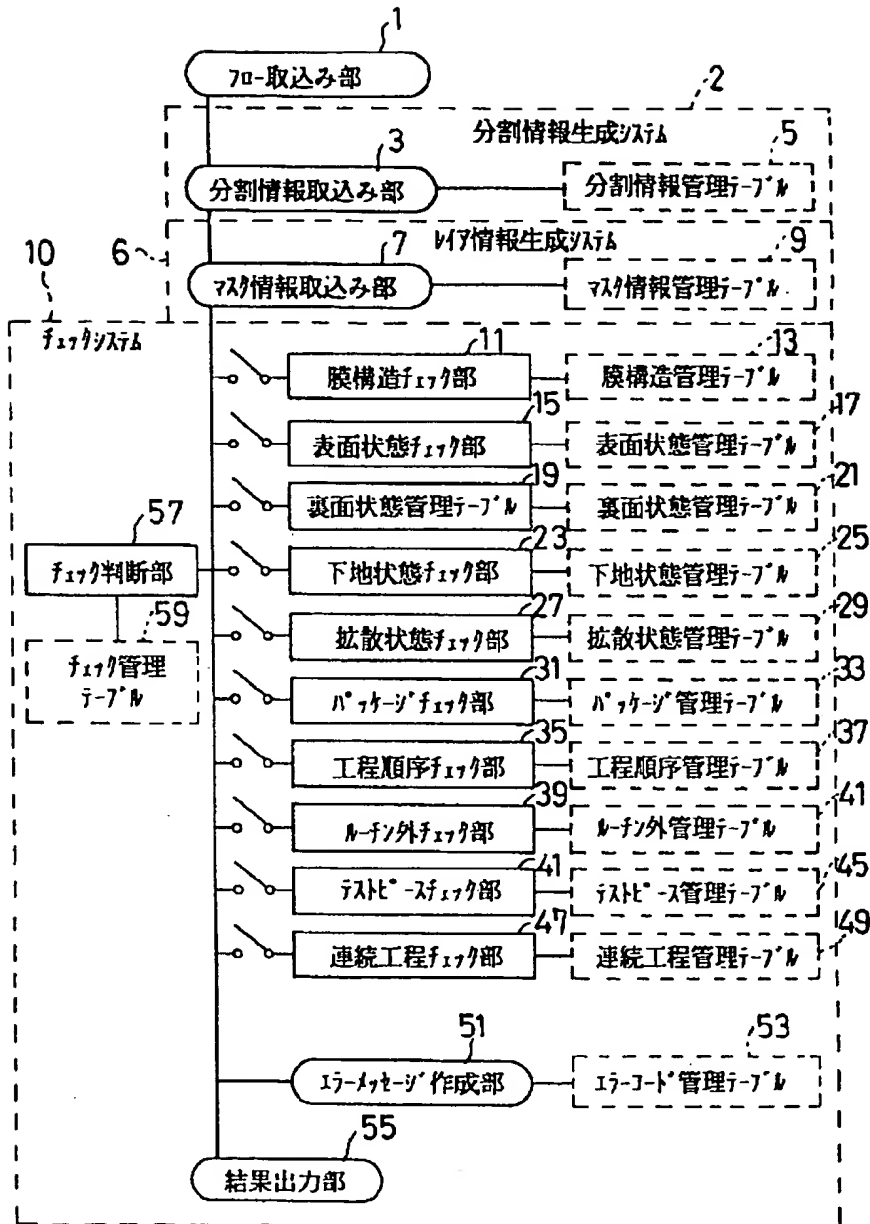 1
フロー取込み部
2
分割情報生成システム
3
5
分割情報取込み部
分割情報管理テーブル
10
6
レイア情報生成システム
7
9
マスク情報取込み部
マスク情報管理テーブル
チェックシステム
11
13
膜構造チェック部
膜構造管理テーブル
15
17
表面状態チェック部
表面状態管理テーブル
19
21
裏面状態管理テーブル
裏面状態管理テーブル
57
23
25
チェック判断部
下地状態チェック部
下地状態管理テーブル
59
27
29
チェック管理
テーブル
拡散状態チェック部
拡散状態管理テーブル
31
33
パッケージチェック部
パッケージ管理テーブル
35
37
工程順序チェック部
工程順序管理テーブル
39
41
ルーチン外チェック部
ルーチン外管理テーブル
41
45
テストピースチェック部
テストピース管理テーブル
47
49
連続工程チェック部
連続工程管理テーブル
51
53
エラーメッセージ作成部
エラーコード管理テーブル
55
結果出力部